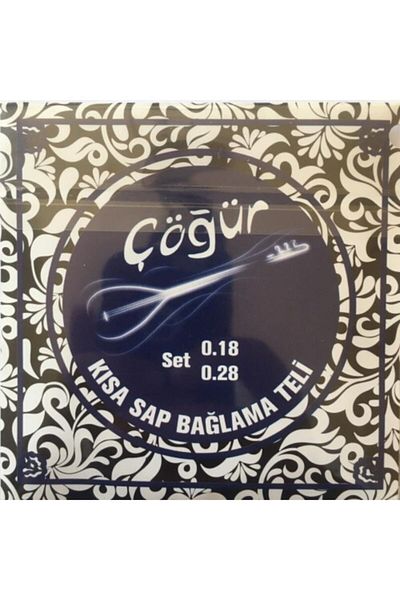 Çöğür
Set 0.18
0.28
KISA SAP BAĞLAMA TELİ